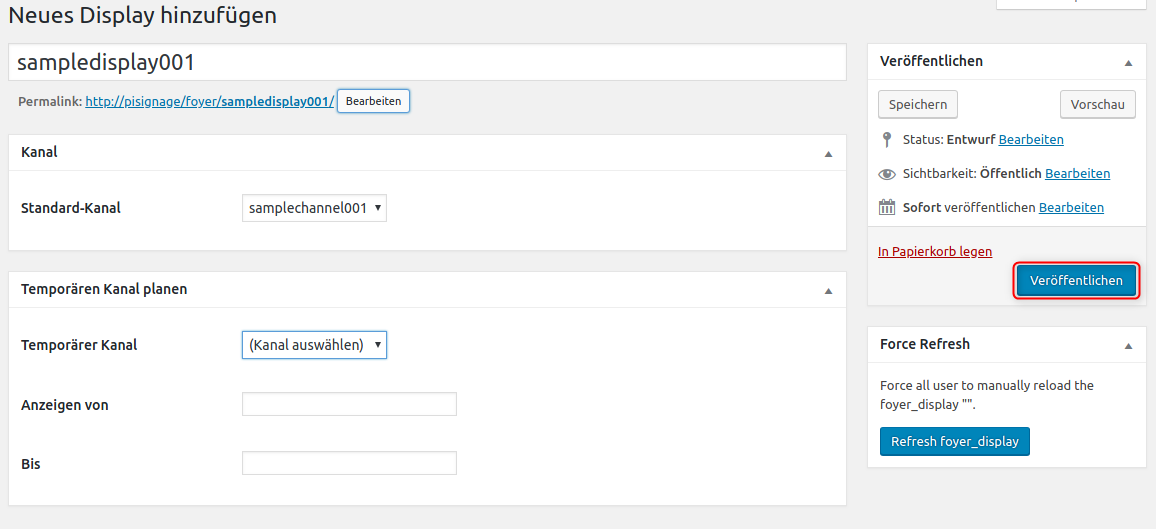 Neues Display hinzufügen
sampledisplay001
Permalink: http://pisignage/foyer/sampledisplay001/ Bearbeiten
Kanal
Standard-Kanal samplechannel001
Temporären Kanal planen
Temporärer Kanal (Kanal auswählen)
Anzeigen von
Bis
Veröffentlichen
Speichern Vorschau
Status: Entwurf Bearbeiten
Sichtbarkeit: Öffentlich Bearbeiten
Sofort veröffentlichen Bearbeiten
In Papierkorb legen
Veröffentlichen
Force Refresh
Force all user to manually reload the
foyer_display "".
Refresh foyer_display